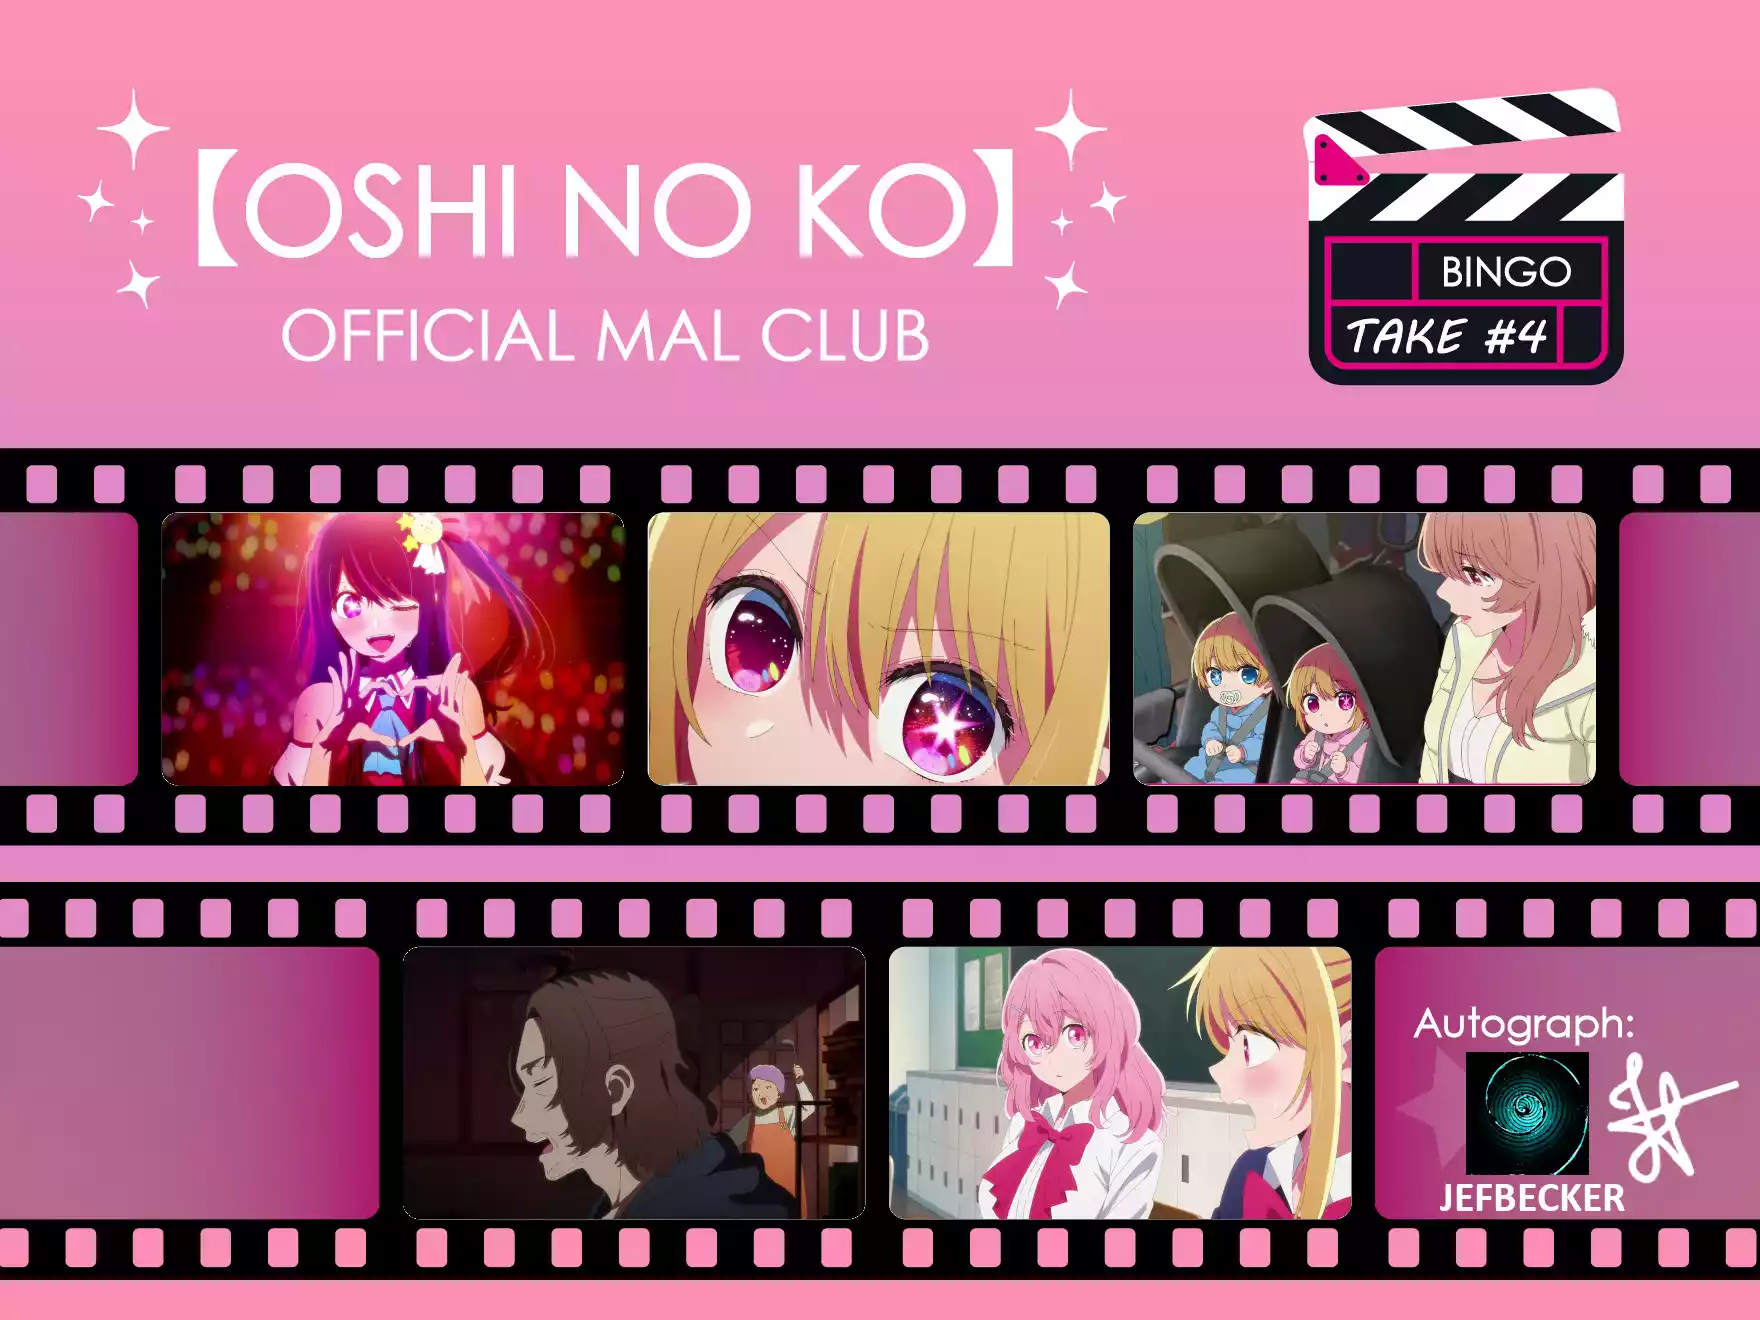 【OSHI NO KO】
OFFICIAL MAL CLUB
BINGO
TAKE #4
Autograph:
JEFBECKER